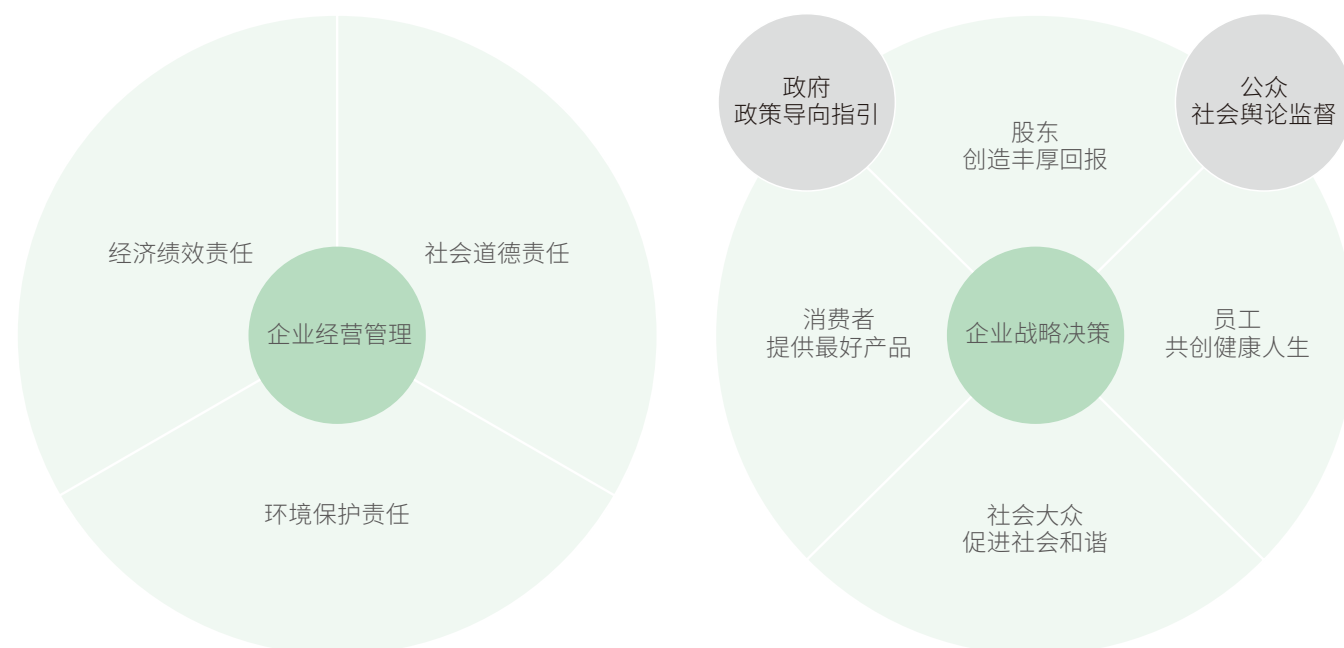 经济绩效责任
社会道德责任
企业经营管理
环境保护责任
政府
政策导向指引
公众
社会舆论监督
股东
创造丰厚回报
消费者
提供最好产品
企业战略决策
员工
共创健康人生
社会大众
促进社会和谐